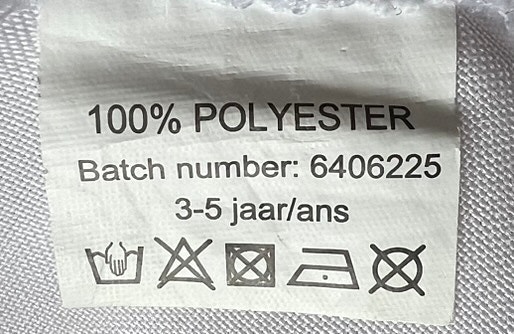 100% POLYESTER
Batch number: 6406225
3-5 jaar/ans